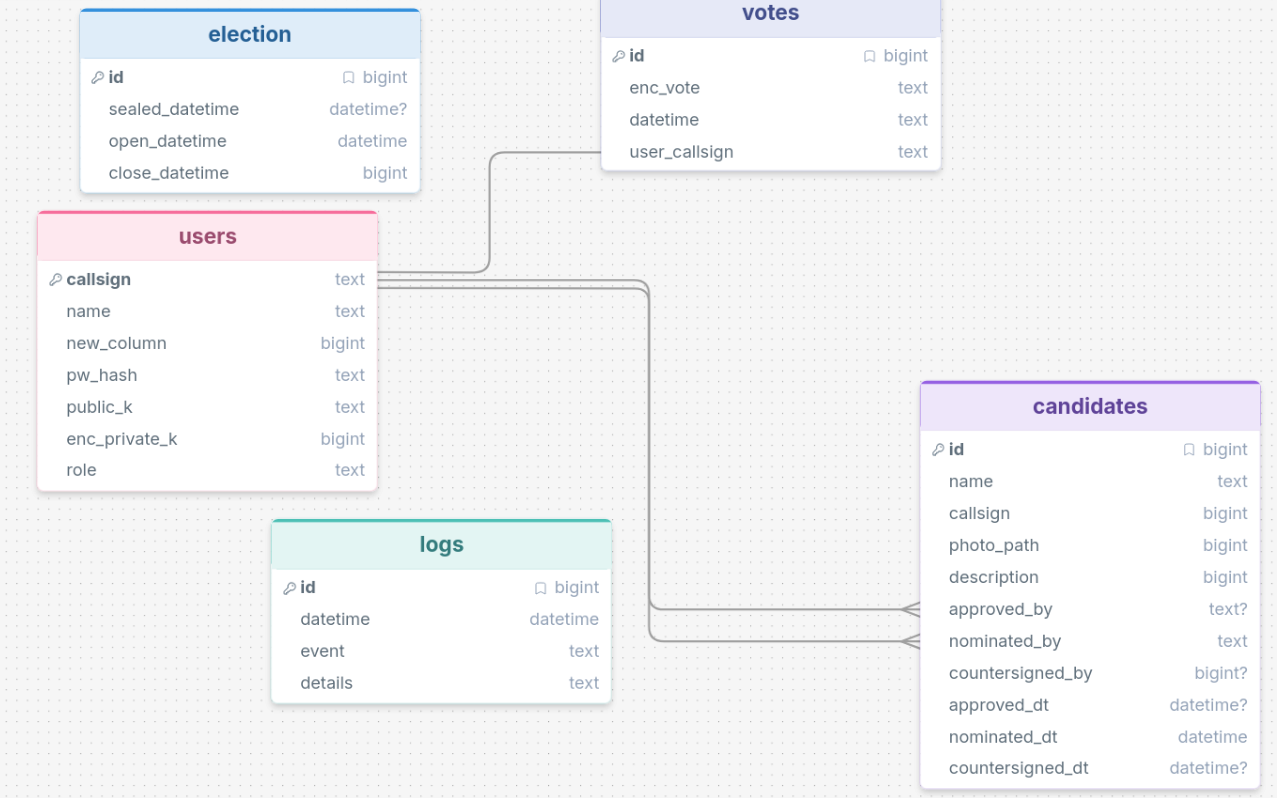 election
id bigint
sealed_datetime datetime?
open_datetime datetime
close_datetime bigint
votes
id bigint
enc_vote text
datetime text
user_callsign text
users
callsign text
name text
new_column bigint
pw_hash text
public_k text
enc_private_k bigint
role text
logs
id bigint
datetime datetime
event text
details text
candidates
id bigint
name text
callsign bigint
photo_path bigint
description bigint
approved_by text?
nominated_by text
countersigned_by bigint?
approved_dt datetime?
nominated_dt datetime
countersigned_dt datetime?